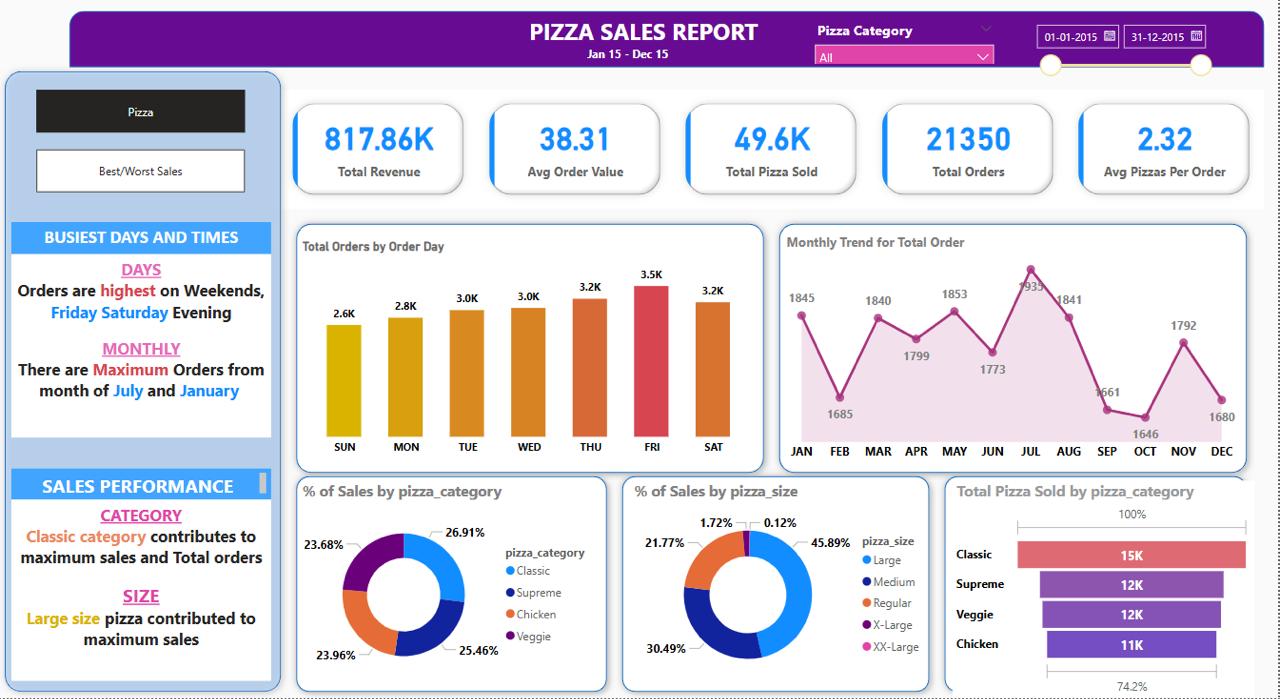 PIZZA SALES REPORT
Jan 15 - Dec 15
Pizza Category
All
01-01-2015
31-12-2015
Pizza
Best/Worst Sales
BUSIEST DAYS AND TIMES
DAYS
Orders are highest on Weekends,
Friday Saturday Evening
MONTHLY
There are Maximum Orders from
month of July and January
SALES PERFORMANCE
CATEGORY
Classic category contributes to
maximum sales and Total orders
SIZE
Large size pizza contributed to
maximum sales
817.86K
Total Revenue
38.31
Avg Order Value
49.6K
Total Pizza Sold
21350
Total Orders
2.32
Avg Pizzas Per Order
Total Orders by Order Day
2.6K
2.8K
3.0K
3.0K
3.2K
3.5K
3.2K
SUN MON TUE WED THU FRI SAT
Monthly Trend for Total Order
1845
1685
1840
1799
1853
1773
1935
1841
1661
1646
1792
1680
JAN FEB MAR APR MAY JUN JUL AUG SEP OCT NOV DEC
% of Sales by pizza_category
26.91%
25.46%
23.96%
23.68%
pizza_category
Classic
Supreme
Chicken
Veggie
% of Sales by pizza_size
1.72%
0.12%
21.77%
45.89%
30.49%
pizza_size
Large
Medium
Regular
X-Large
XX-Large
Total Pizza Sold by pizza_category
100%
Classic 15K
Supreme 12K
Veggie 12K
Chicken 11K
74.2%